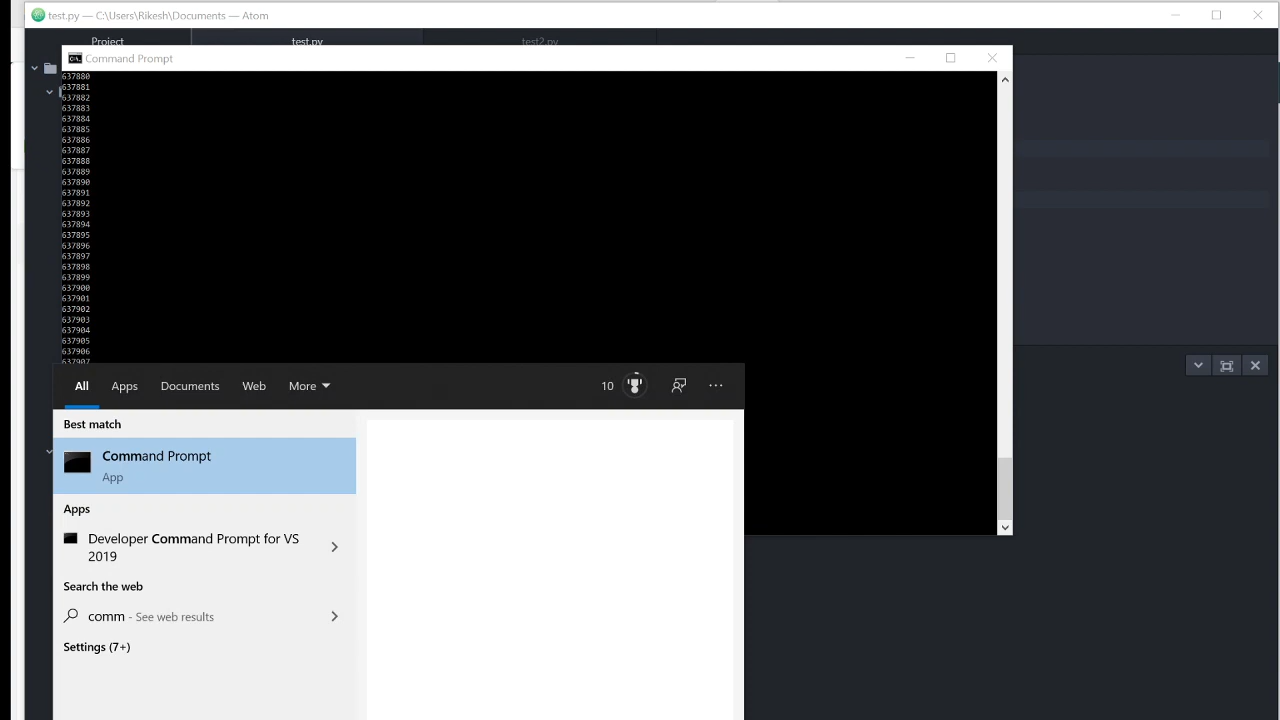 test.py — C:\Users\Rikesh\Documents — Atom
Project
test.py
test2.py
Command Prompt
637880
637881
637882
637883
637884
637885
637886
637887
637888
637889
637890
637891
637892
637893
637894
637895
637896
637897
637898
637899
637900
637901
637902
637903
637904
637905
637906
637907
All
Apps
Documents
Web
More
10
Best match
Command Prompt
App
Apps
Developer Command Prompt for VS
2019
Search the web
comm - See web results
Settings (7+)